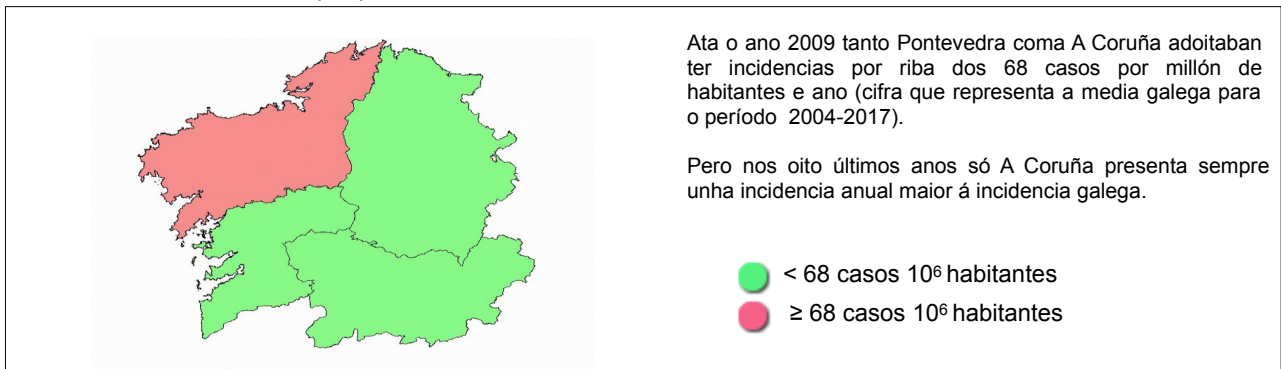 Ata o ano 2009 tanto Pontevedra coma A Coruña adoitaban
ter incidencias por riba dos 68 casos por millón de
habitantes e ano (cifra que representa a media galega para
o período 2004-2017).
Pero nos oito últimos anos só A Coruña presenta sempre
unha incidencia anual maior á incidencia galega.
< 68 casos 10⁶ habitantes
≥ 68 casos 10⁶ habitantes